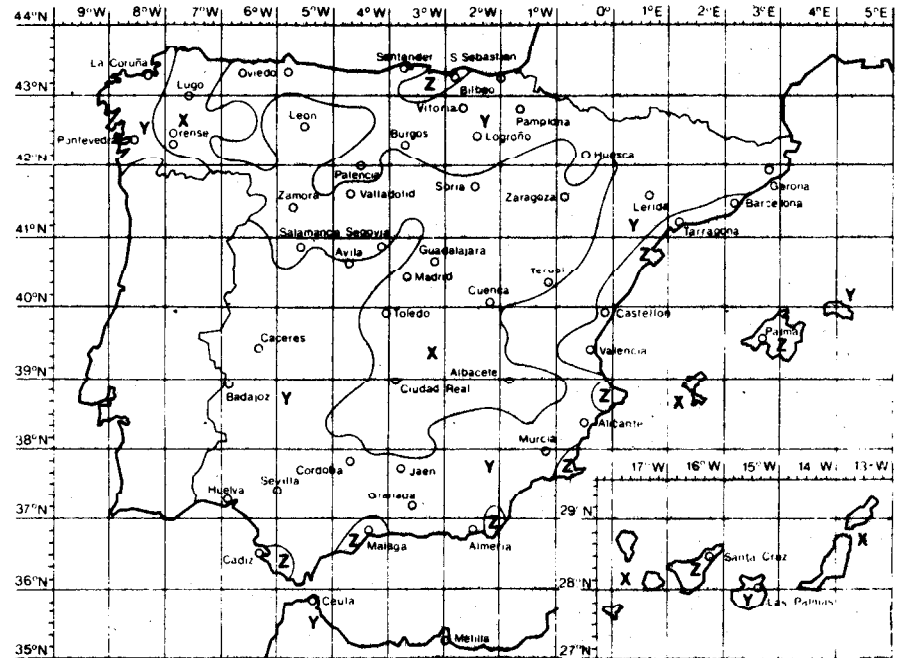 44°N 9°W 8°W 7°W 6°W 5°W 4°W 3°W 2°W 1°W 0° 1°E 2°E 3°E 4°E 5°E
La Coruña Oviedo Santander S Sebastian
43°N
Lugo Z Bilbao
Vitoria Pamplona
Leon X Y Y
Pontevedra Orense Burgos Logroño
42°N
Huesca
Palencia
Zamora Valladolid Soria Zaragoza Lerida Gerona
Barcelona
Y Tarragona
41°N
Salamanca Segovia
Avila Guadalajara Z
Madrid Teruel
Cuenca
40°N
Toledo Castellon Y
Palma
Caceres X Valencia Z
39°N
Albacete
Badajoz Y Ciudad Real Z X
Alicante
38°N
Murcia
Cordoba Jaen Y Z
17°W 16°W 15°W 14°W 13°W
Sevilla
Huelva Granada
37°N 29°N
Z
Cadiz Z Z Malaga Almeria X
Santa Cruz
X Z
36°N 28°N
Ceuta Y Las Palmas
Y
Melilla
35°N 27°N